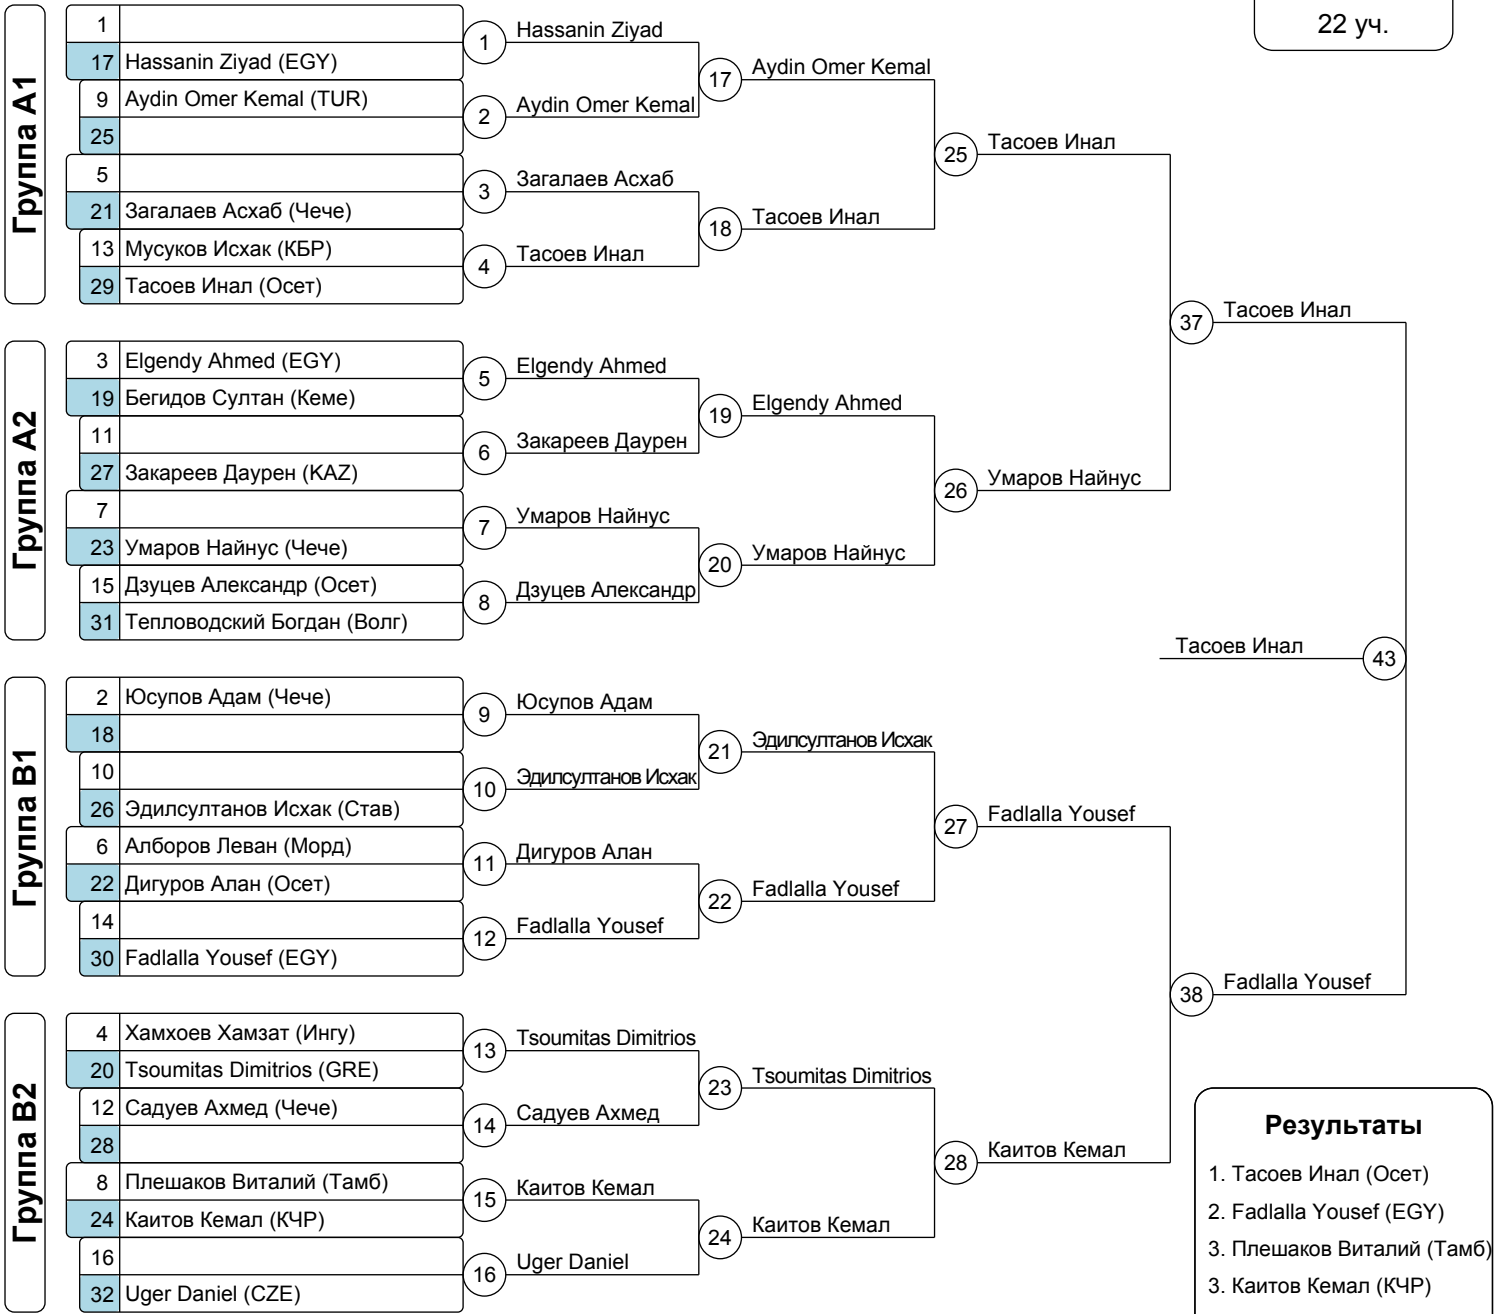 22 уч.
Группа A1
1
17 Hassanin Ziyad (EGY)
9 Aydin Omer Kemal (TUR)
25
5
21 Загалаев Асхаб (Чече)
13 Мусуков Исхак (КБР)
29 Тасоев Инал (Осет)
1 Hassanin Ziyad
2 Aydin Omer Kemal
3 Загалаев Асхаб
4 Тасоев Инал
17 Aydin Omer Kemal
18 Тасоев Инал
25 Тасоев Инал
Группа A2
3 Elgendy Ahmed (EGY)
19 Бегидов Султан (Кеме)
11
27 Закареев Даурен (KAZ)
7
23 Умаров Найнус (Чече)
15 Дзуцев Александр (Осет)
31 Тепловодский Богдан (Волг)
5 Elgendy Ahmed
6 Закареев Даурен
7 Умаров Найнус
8 Дзуцев Александр
19 Elgendy Ahmed
20 Умаров Найнус
26 Умаров Найнус
37 Тасоев Инал
Тасоев Инал 43
Группа B1
2 Юсупов Адам (Чече)
18
10
26 Эдилсултанов Исхак (Став)
6 Алборов Леван (Морд)
22 Дигуров Алан (Осет)
14
30 Fadlalla Yousef (EGY)
9 Юсупов Адам
10 Эдилсултанов Исхак
11 Дигуров Алан
12 Fadlalla Yousef
21 Эдилсултанов Исхак
22 Fadlalla Yousef
27 Fadlalla Yousef
38 Fadlalla Yousef
Группа B2
4 Хамхоев Хамзат (Ингу)
20 Tsoumitas Dimitrios (GRE)
12 Садуев Ахмед (Чече)
28
8 Плешаков Виталий (Тамб)
24 Каитов Кемал (КЧР)
16
32 Uger Daniel (CZE)
13 Tsoumitas Dimitrios
14 Садуев Ахмед
15 Каитов Кемал
16 Uger Daniel
23 Tsoumitas Dimitrios
24 Каитов Кемал
28 Каитов Кемал
Результаты
1. Тасоев Инал (Осет)
2. Fadlalla Yousef (EGY)
3. Плешаков Виталий (Тамб)
3. Каитов Кемал (КЧР)